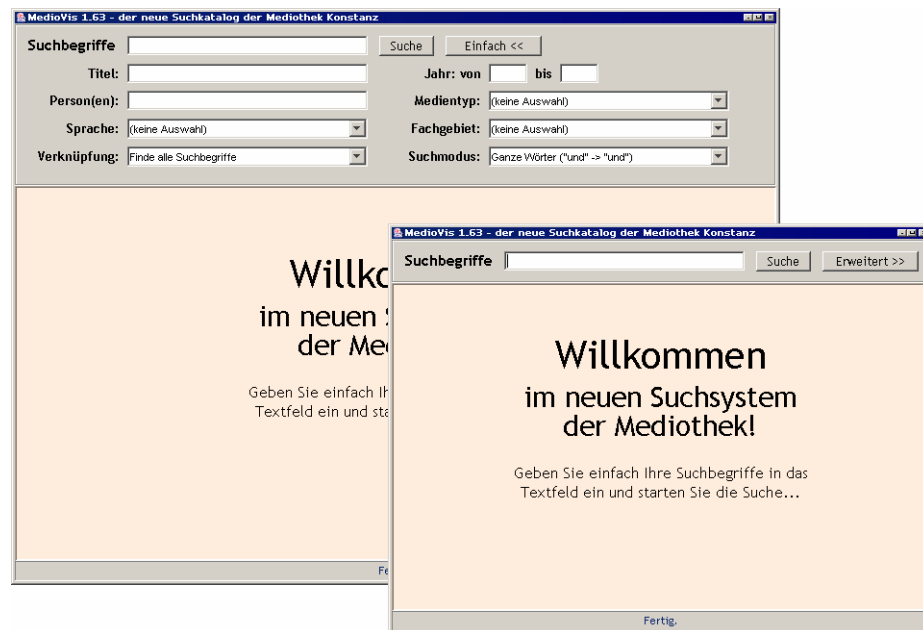 MedioVis 1.63 - der neue Suchkatalog der Mediothek Konstanz
Suchbegriffe Suche Einfach <<
Titel: Jahr: von bis
Person(en): Medientyp: (keine Auswahl)
Sprache: (keine Auswahl) Fachgebiet: (keine Auswahl)
Verknüpfung: Finde alle Suchbegriffe Suchmodus: Ganze Wörter ("und" -> "und")
Willkc
im neuen
der Me
Geben Sie einfach Ih
Textfeld ein und sta
Fe
MedioVis 1.63 - der neue Suchkatalog der Mediothek Konstanz
Suchbegriffe Suche Erweitert >>
Willkommen
im neuen Suchsystem
der Mediothek!
Geben Sie einfach Ihre Suchbegriffe in das
Textfeld ein und starten Sie die Suche...
Fertig.